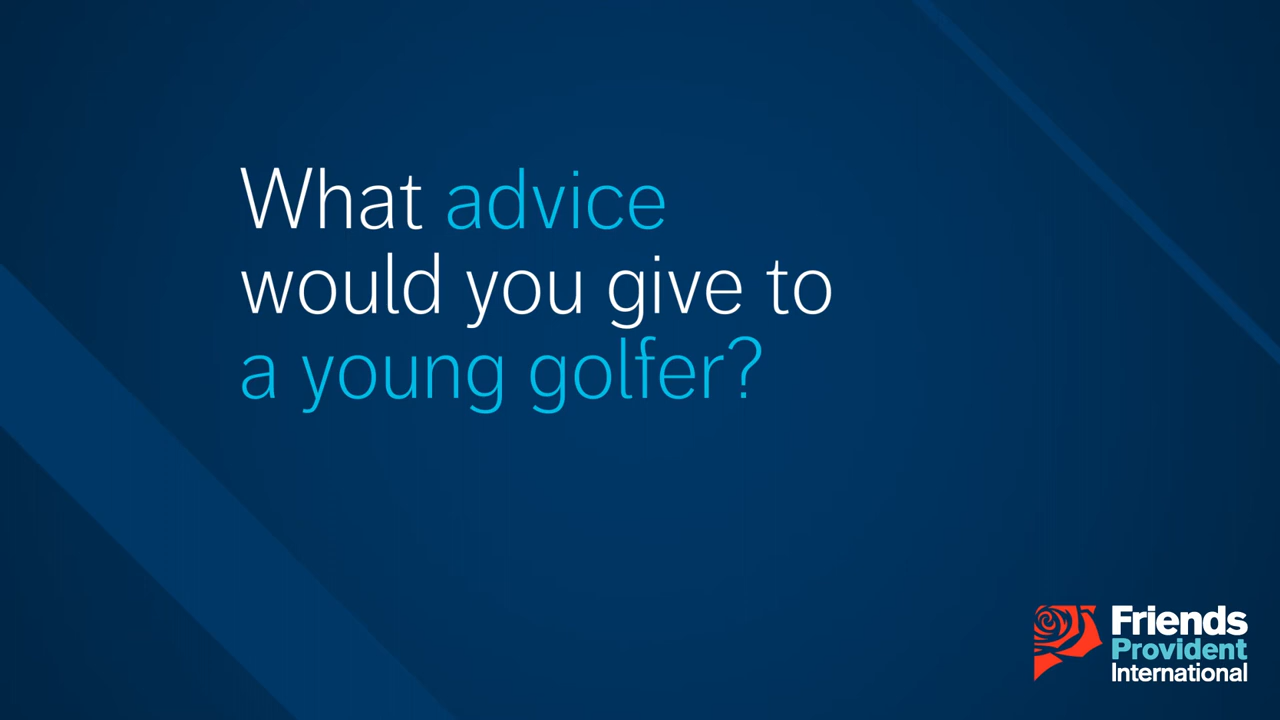 What advice
would you give to
a young golfer?
Friends
Provident
International